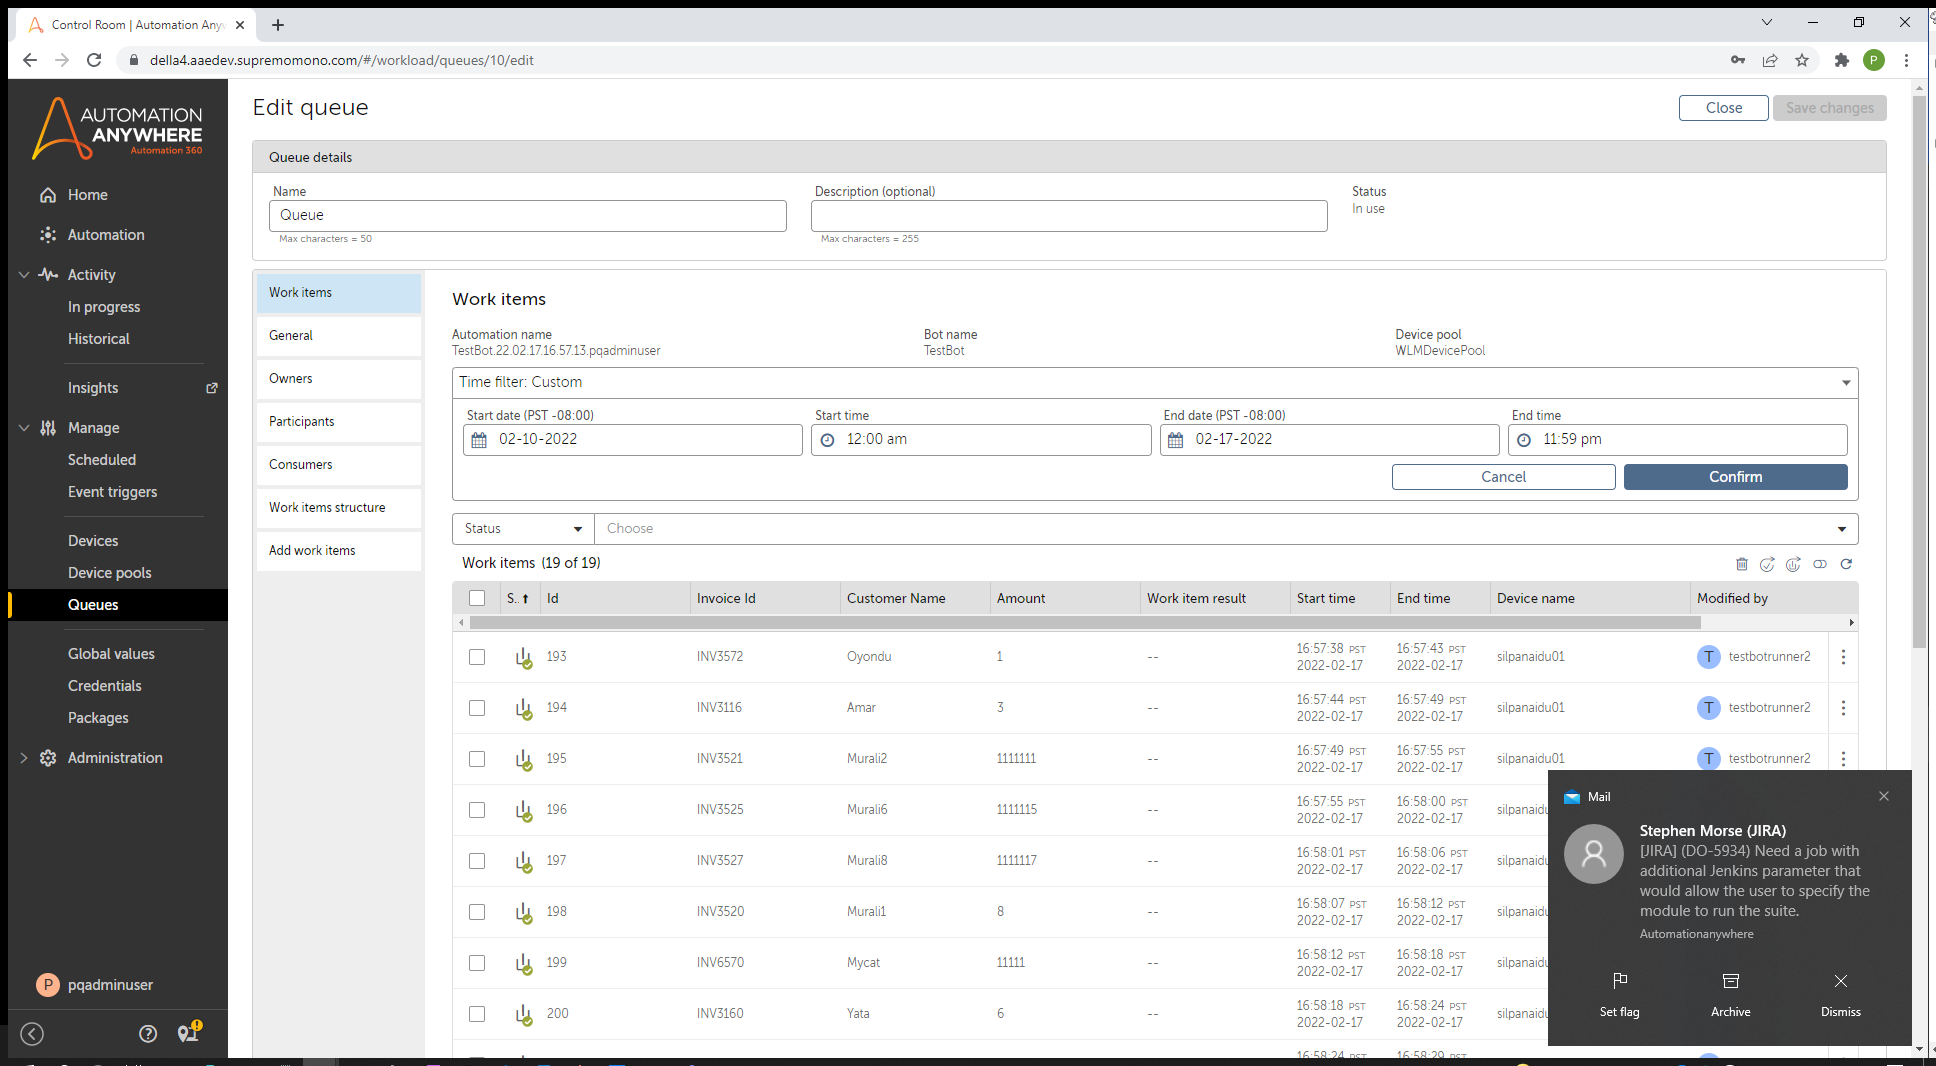 Control Room | Automation Any
della4.aaedev.supremomono.com/#/workload/queues/10/edit
P
AUTOMATION
ANYWHERE
Automation 360
Home
Automation
Activity
In progress
Historical
Insights
Manage
Scheduled
Event triggers
Devices
Device pools
Queues
Global values
Credentials
Packages
Administration
P pqadminuser
Edit queue
Close
Save changes
Queue details
Name
Queue
Max characters = 50
Description (optional)
Max characters = 255
Status
In use
Work items
General
Owners
Participants
Consumers
Work items structure
Add work items
Work items
Automation name
TestBot.22.02.17.16.57.13.pqadminuser
Bot name
TestBot
Device pool
WLMDevicePool
Time filter: Custom
Start date (PST -08:00)
02-10-2022
Start time
12:00 am
End date (PST -08:00)
02-17-2022
End time
11:59 pm
Cancel
Confirm
Status
Choose
Work items (19 of 19)
S.. Id Invoice Id Customer Name Amount Work item result Start time End time Device name Modified by
193 INV3572 Oyondu 1 -- 16:57:38 PST 2022-02-17 16:57:43 PST 2022-02-17 silpanaidu01 T testbotrunner2
194 INV3116 Amar 3 -- 16:57:44 PST 2022-02-17 16:57:49 PST 2022-02-17 silpanaidu01 T testbotrunner2
195 INV3521 Murali2 1111111 -- 16:57:49 PST 2022-02-17 16:57:55 PST 2022-02-17 silpanaidu01 T testbotrunner2
196 INV3525 Murali6 1111115 -- 16:57:55 PST 2022-02-17 16:58:00 PST 2022-02-17 silpanaidu
197 INV3527 Murali8 1111117 -- 16:58:01 PST 2022-02-17 16:58:06 PST 2022-02-17 silpanaidu
198 INV3520 Murali1 8 -- 16:58:07 PST 2022-02-17 16:58:12 PST 2022-02-17 silpanaidu
199 INV6570 Mycat 11111 -- 16:58:12 PST 2022-02-17 16:58:18 PST 2022-02-17 silpanaidu
200 INV3160 Yata 6 -- 16:58:18 PST 2022-02-17 16:58:24 PST 2022-02-17 silpanaidu
16:58:24 PST 16:58:29 PST
Mail
Stephen Morse (JIRA)
[JIRA] (DO-5934) Need a job with
additional Jenkins parameter that
would allow the user to specify the
module to run the suite.
Automationanywhere
Set flag
Archive
Dismiss